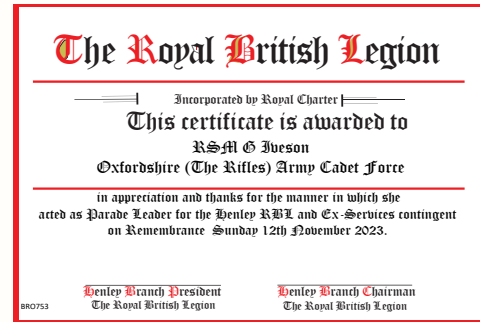 The Royal British Legion
Incorporated by Royal Charter
This certificate is awarded to
RSM G Iveson
Oxfordshire (The Rifles) Army Cadet Force
in appreciation and thanks for the manner in which she
acted as Parade Leader for the Henley RBL and Ex-Services contingent
on Remembrance Sunday 12th November 2023.
Henley Branch President
The Royal British Legion
Henley Branch Chairman
The Royal British Legion
BRO753